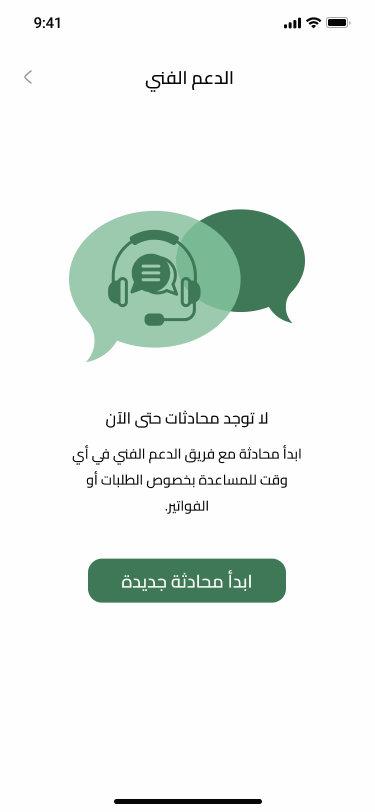 9:41
الدعم الفني
لا توجد محادثات حتى الآن
ابدأ محادثة مع فريق الدعم الفني في أي
وقت للمساعدة بخصوص الطلبات أو
الفواتير.
ابدأ محادثة جديدة